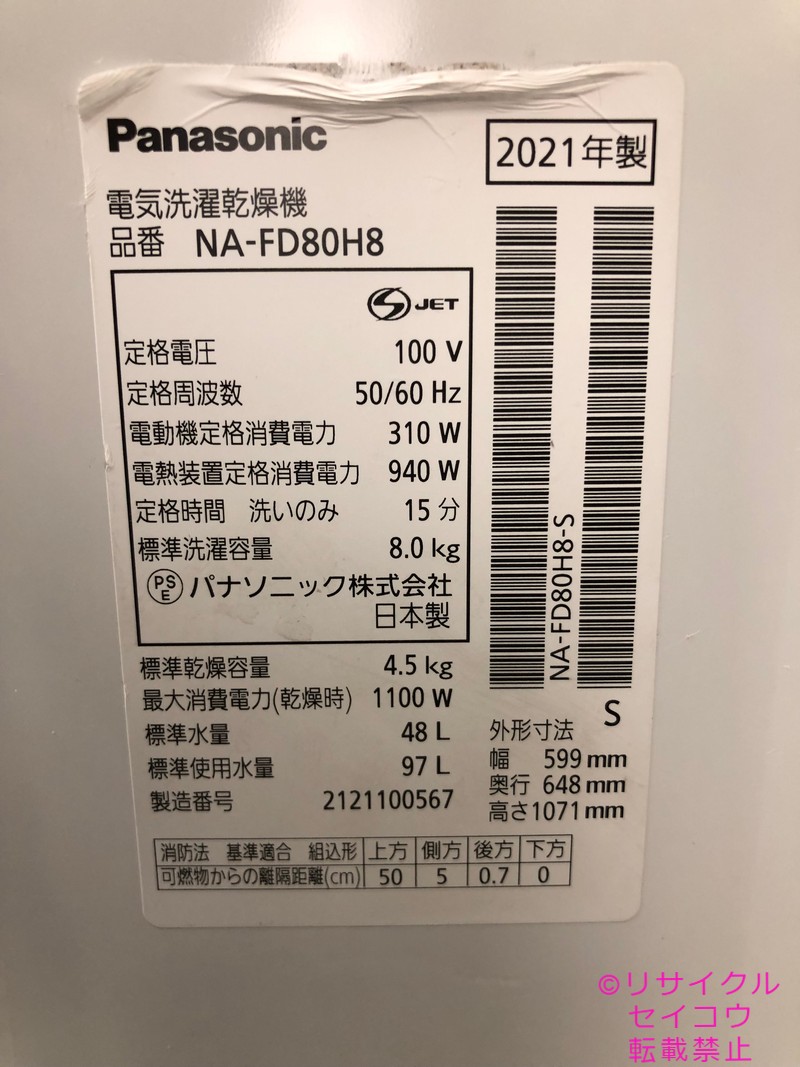 Panasonic
2021年製
電気洗濯乾燥機
品番 NA-FD80H8
S JET
定格電圧 100 V
定格周波数 50/60 Hz
電動機定格消費電力 310 W
電熱装置定格消費電力 940 W
定格時間 洗いのみ 15 分
標準洗濯容量 8.0 kg
PSE パナソニック株式会社
日本製
標準乾燥容量 4.5 kg
最大消費電力(乾燥時) 1100 W
標準水量 48 L
標準使用水量 97 L
製造番号 2121100567
NA-FD80H8-S
S
外形寸法
幅 599 mm
奥行 648 mm
高さ1071 mm
消防法 基準適合 組込形 上方 側方 後方 下方
可燃物からの離隔距離(cm) 50 5 0.7 0
©リサイクル
セイコウ
転載禁止